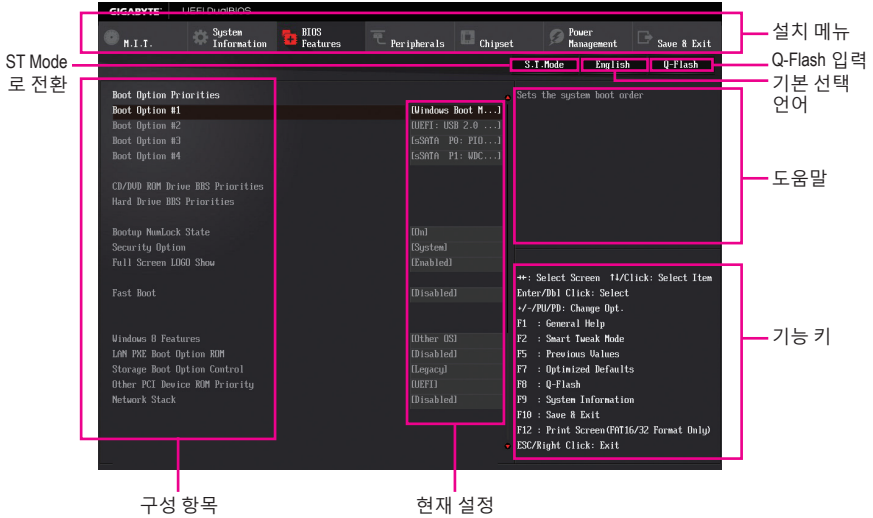 GIGABYTE UEFI DualBIOS
M.I.T.
System Information
BIOS Features
Peripherals
Chipset
Power Management
Save & Exit
설치 메뉴
ST Mode
로 전환
S.T.Mode English Q-Flash
Q-Flash 입력
기본 선택
언어
Boot Option Priorities
Boot Option #1 [Windows Boot M...]
Boot Option #2 [UEFI: USB 2.0 ...]
Boot Option #3 [sSATA P0: PIO...]
Boot Option #4 [sSATA P1: WDC...]
CD/DVD ROM Drive BBS Priorities
Hard Drive BBS Priorities
Bootup NumLock State [On]
Security Option [System]
Full Screen LOGO Show [Enabled]
Fast Boot [Disabled]
Windows 8 Features [Other OS]
LAN PXE Boot Option ROM [Disabled]
Storage Boot Option Control [Legacy]
Other PCI Device ROM Priority [UEFI]
Network Stack [Disabled]
Sets the system boot order
도움말
→←: Select Screen ↑↓/Click: Select Item
Enter/Dbl Click: Select
+/-/PU/PD: Change Opt.
F1 : General Help
F2 : Smart Tweak Mode
F5 : Previous Values
F7 : Optimized Defaults
F8 : Q-Flash
F9 : System Information
F10 : Save & Exit
F12 : Print Screen(FAT16/32 Format Only)
ESC/Right Click: Exit
기능 키
구성 항목
현재 설정